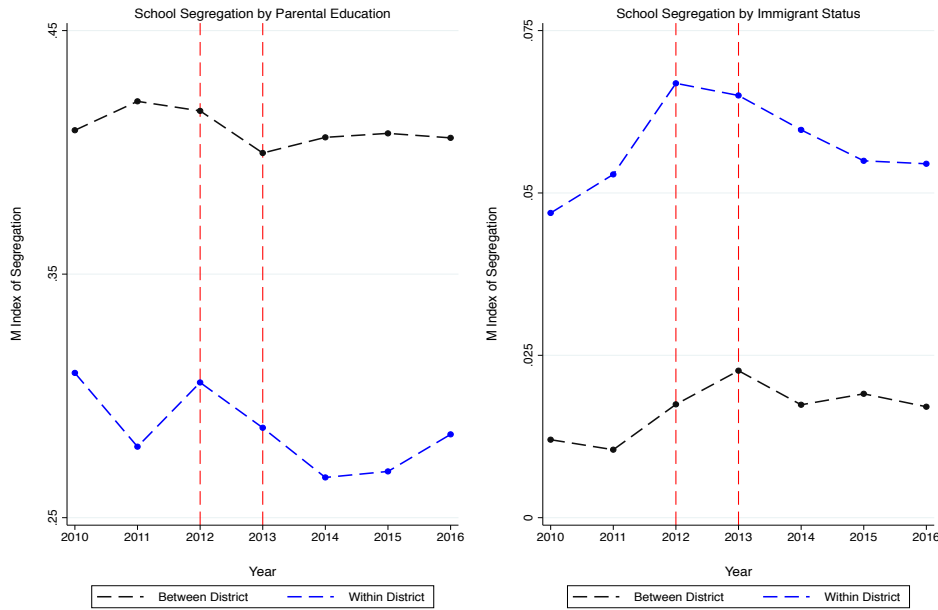 School Segregation by Parental Education
M Index of Segregation
.45
.35
.25
2010 2011 2012 2013 2014 2015 2016
Year
Between District
Within District
School Segregation by Immigrant Status
M Index of Segregation
.075
.05
.025
0
2010 2011 2012 2013 2014 2015 2016
Year
Between District
Within District